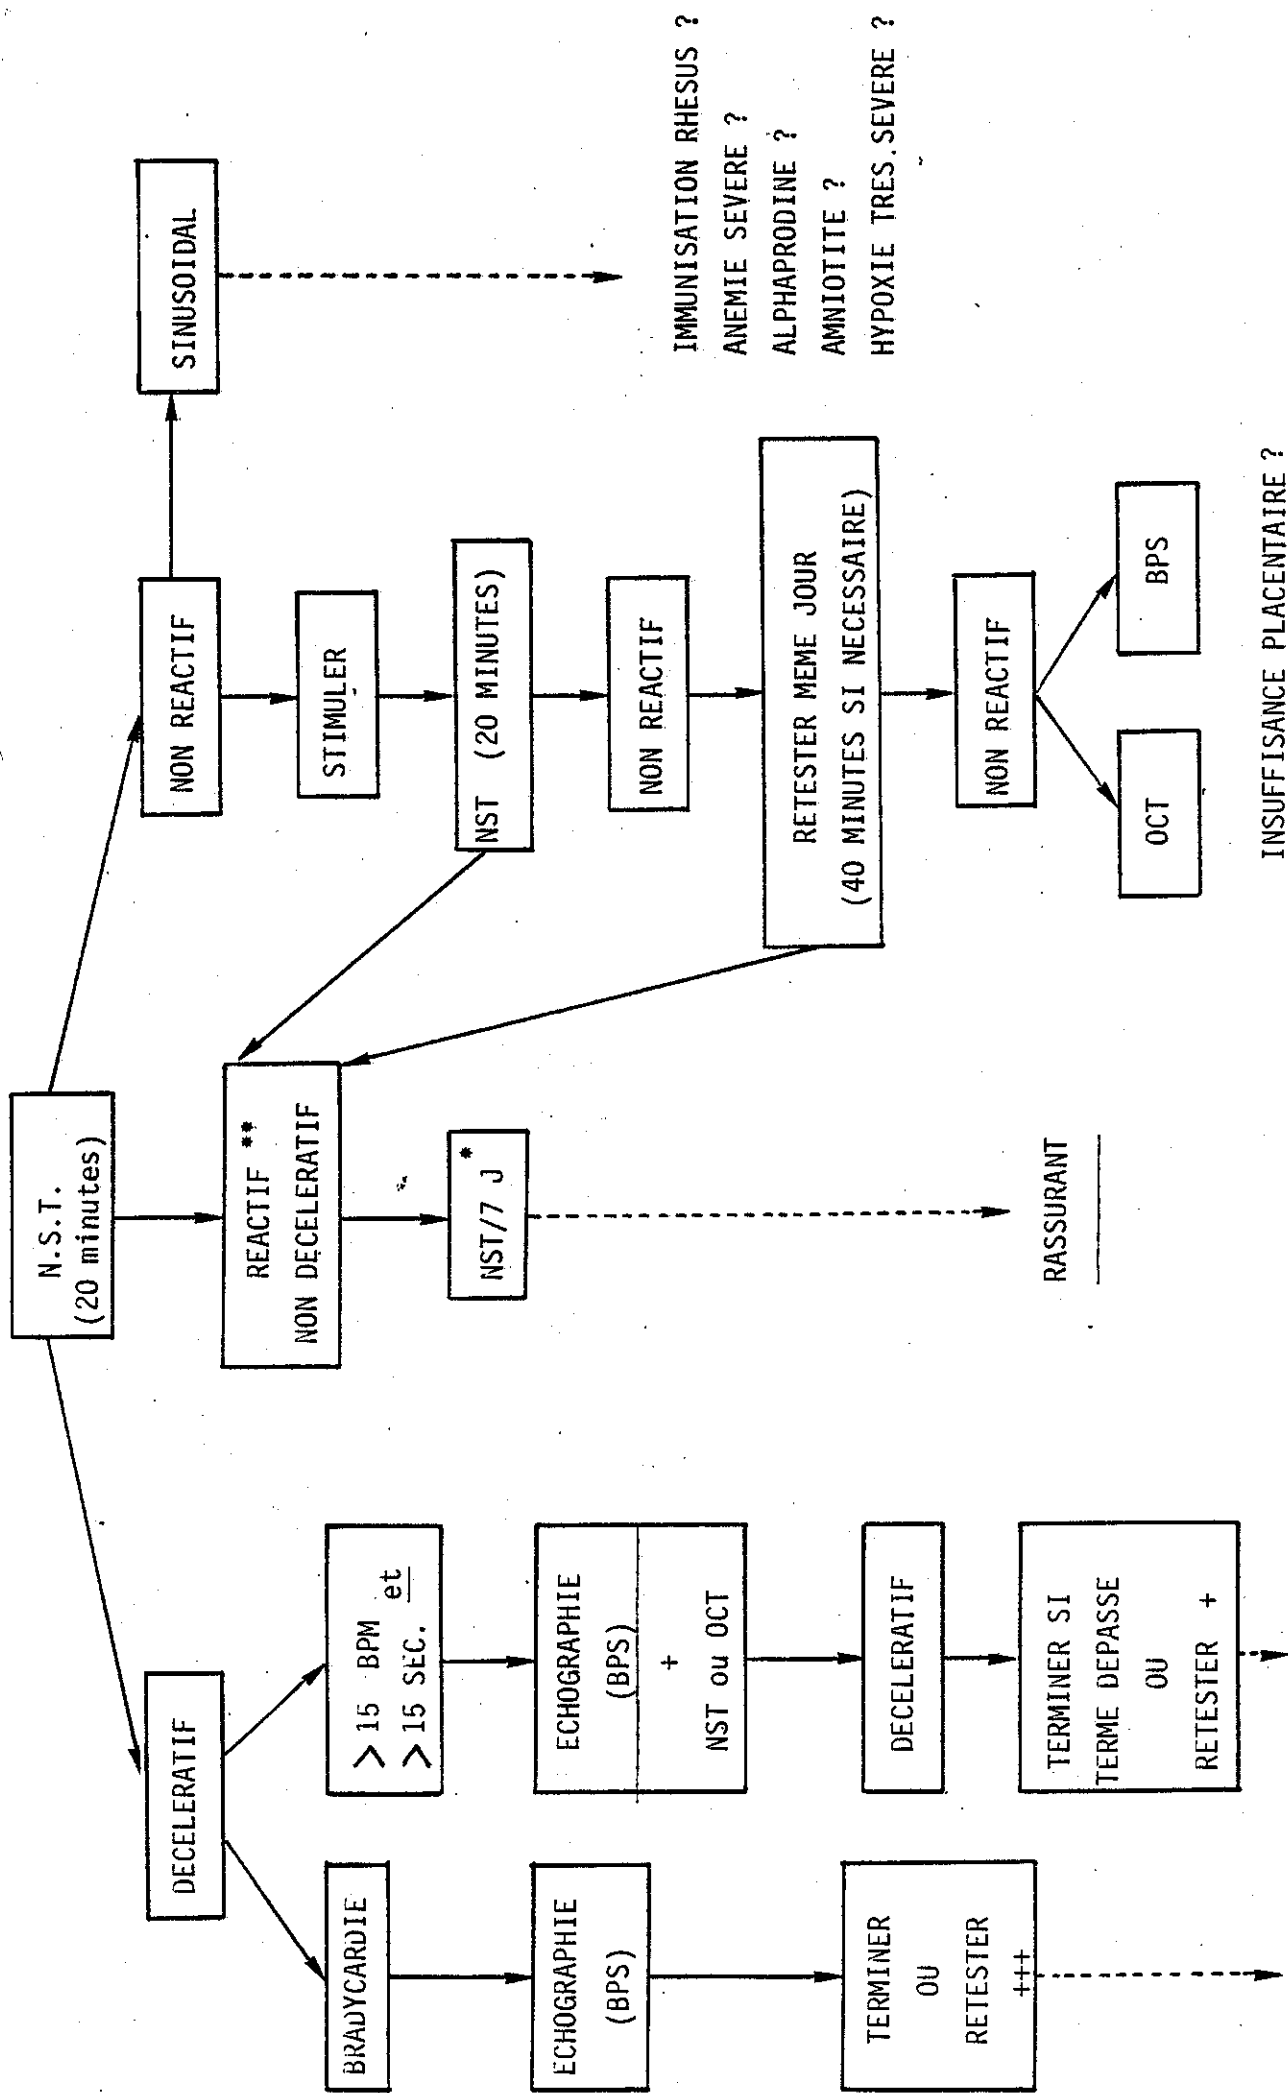 N.S.T.
(20 minutes)
DECELERATIF
BRADYCARDIE
ECHOGRAPHIE
(BPS)
TERMINER
OU
RETESTER
+++
> 15 BPM et
> 15 SEC.
ECHOGRAPHIE
(BPS)
+
NST ou OCT
DECELERATIF
TERMINER SI
TERME DEPASSE
OU
RETESTER +
REACTIF **
NON DECELERATIF
NST/7 J *
RASSURANT
NON REACTIF
STIMULER
NST (20 MINUTES)
NON REACTIF
RETESTER MEME JOUR
(40 MINUTES SI NECESSAIRE)
NON REACTIF
OCT
BPS
INSUFFISANCE PLACENTAIRE ?
SINUSOIDAL
IMMUNISATION RHESUS ?
ANEMIE SEVERE ?
ALPHAPRODINE ?
AMNIOTITE ?
HYPOXIE TRES.SEVERE ?